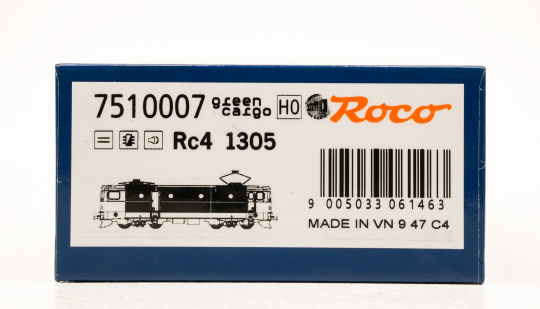 7510007 green cargo H0 Roco
Rc4 1305
9 005033 061463
MADE IN VN 9 47 C4